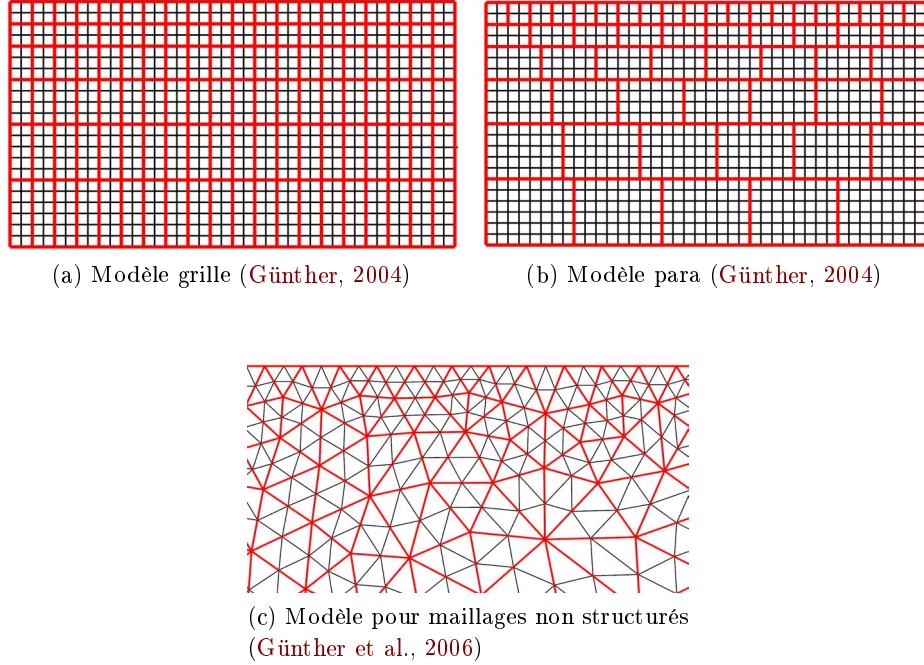 (a) Modèle grille (Günther, 2004)
(b) Modèle para (Günther, 2004)
(c) Modèle pour maillages non structurés
(Günther et al., 2006)